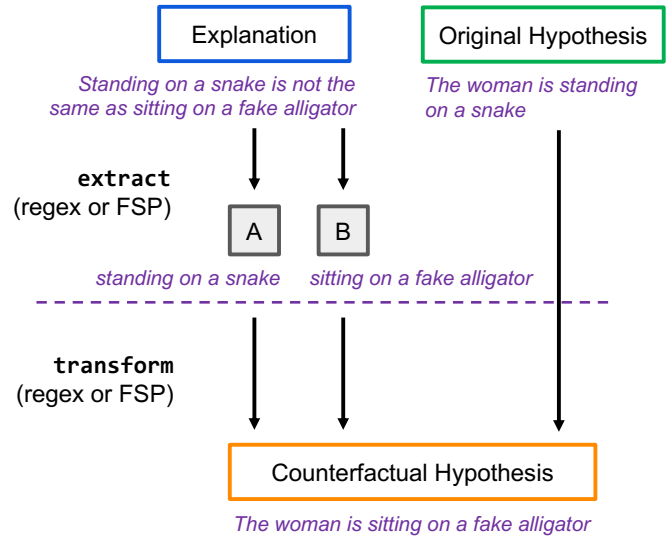 Explanation
Original Hypothesis
Standing on a snake is not the
same as sitting on a fake alligator
The woman is standing
on a snake
extract
(regex or FSP)
A
B
standing on a snake
sitting on a fake alligator
transform
(regex or FSP)
Counterfactual Hypothesis
The woman is sitting on a fake alligator